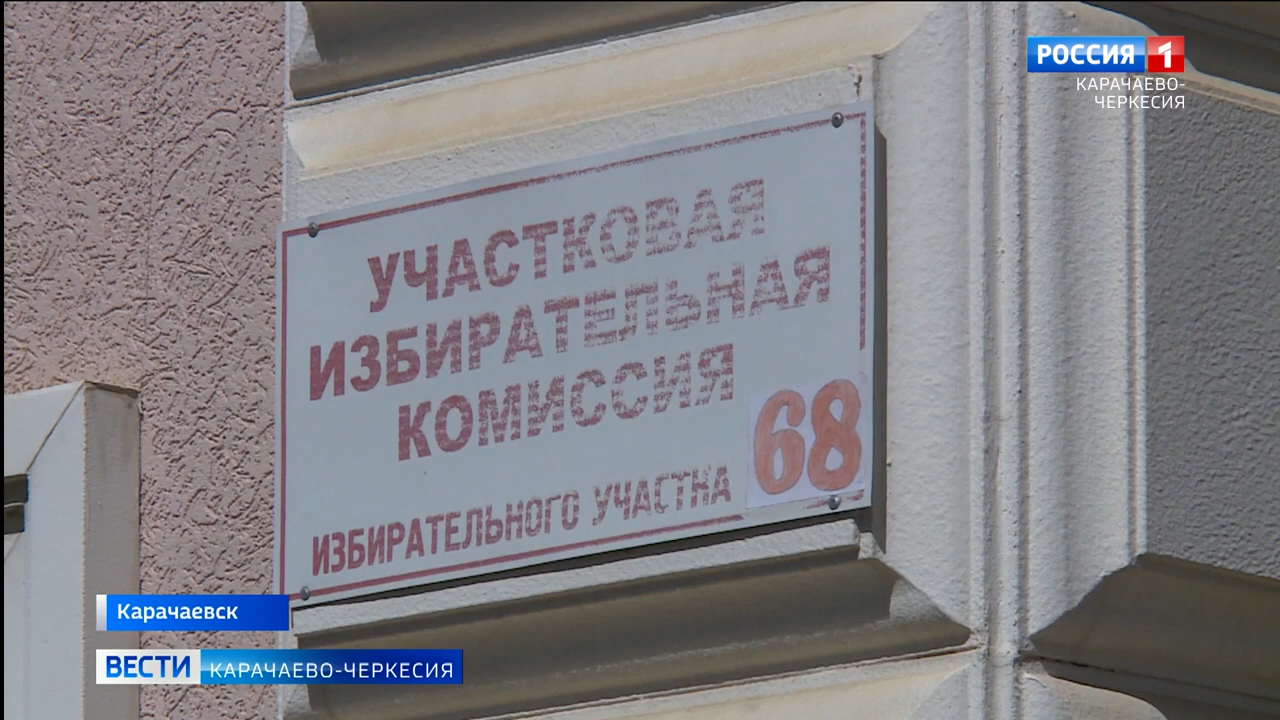 РОССИЯ 1
КАРАЧАЕВО-
ЧЕРКЕСИЯ
УЧАСТКОВАЯ
ИЗБИРАТЕЛЬНАЯ
КОМИССИЯ
ИЗБИРАТЕЛЬНОГО УЧАСТКА 68
Карачаевск
ВЕСТИ КАРАЧАЕВО-ЧЕРКЕСИЯ